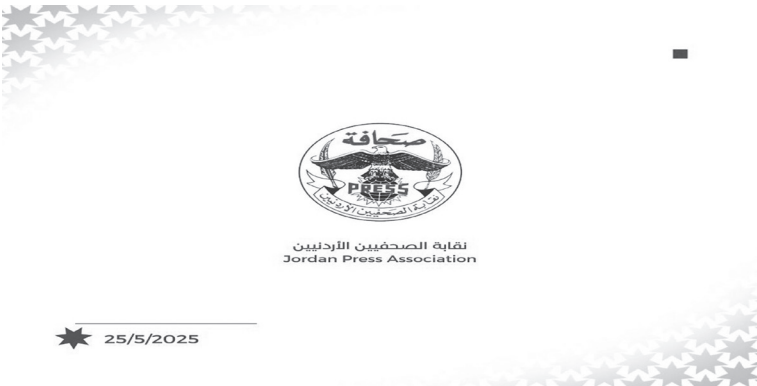 صحافة
PRESS
نقابة الصحفيين الأردنيين
نقابة الصحفيين الأردنيين
Jordan Press Association
25/5/2025